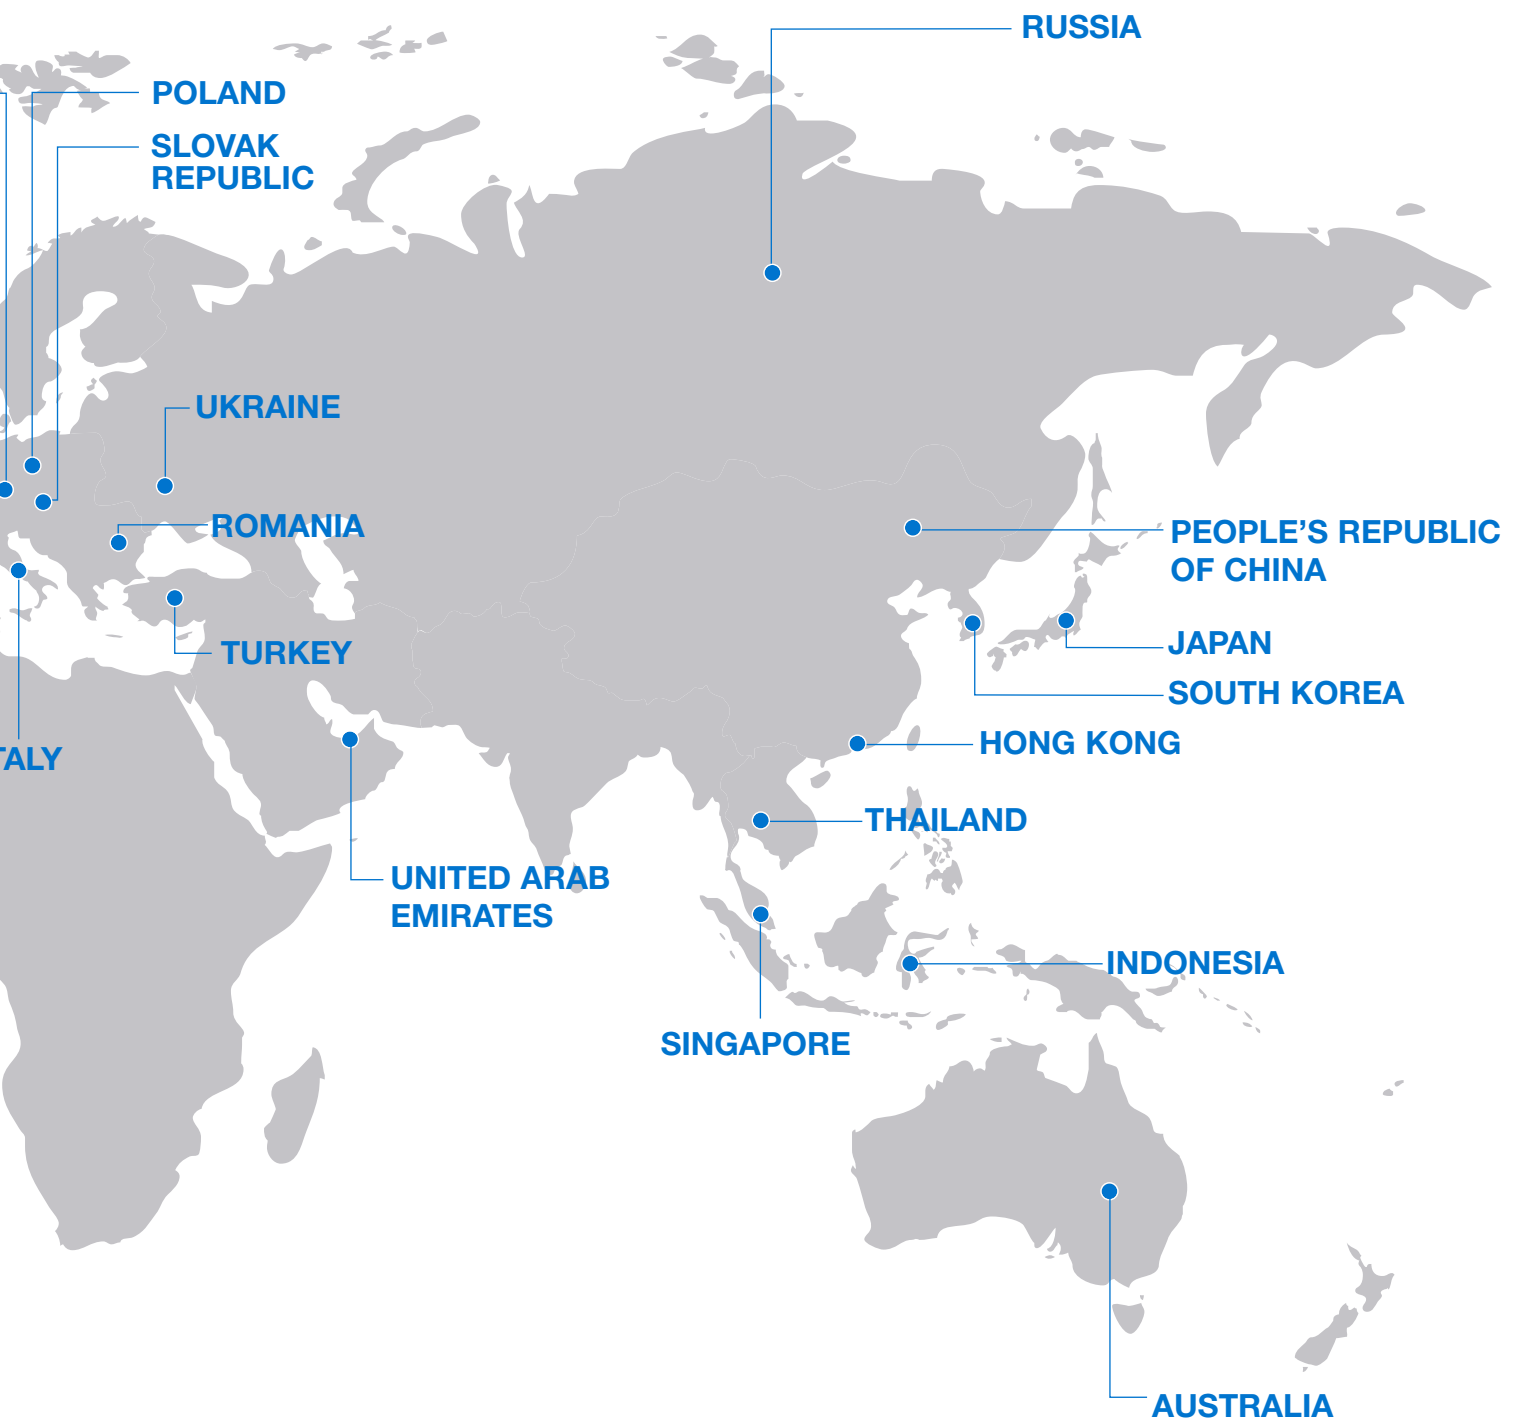 RUSSIA
POLAND
SLOVAK
REPUBLIC
UKRAINE
ROMANIA
PEOPLE'S REPUBLIC
OF CHINA
TURKEY
JAPAN
SOUTH KOREA
HONG KONG
TALY
THAILAND
UNITED ARAB
EMIRATES
INDONESIA
SINGAPORE
AUSTRALIA